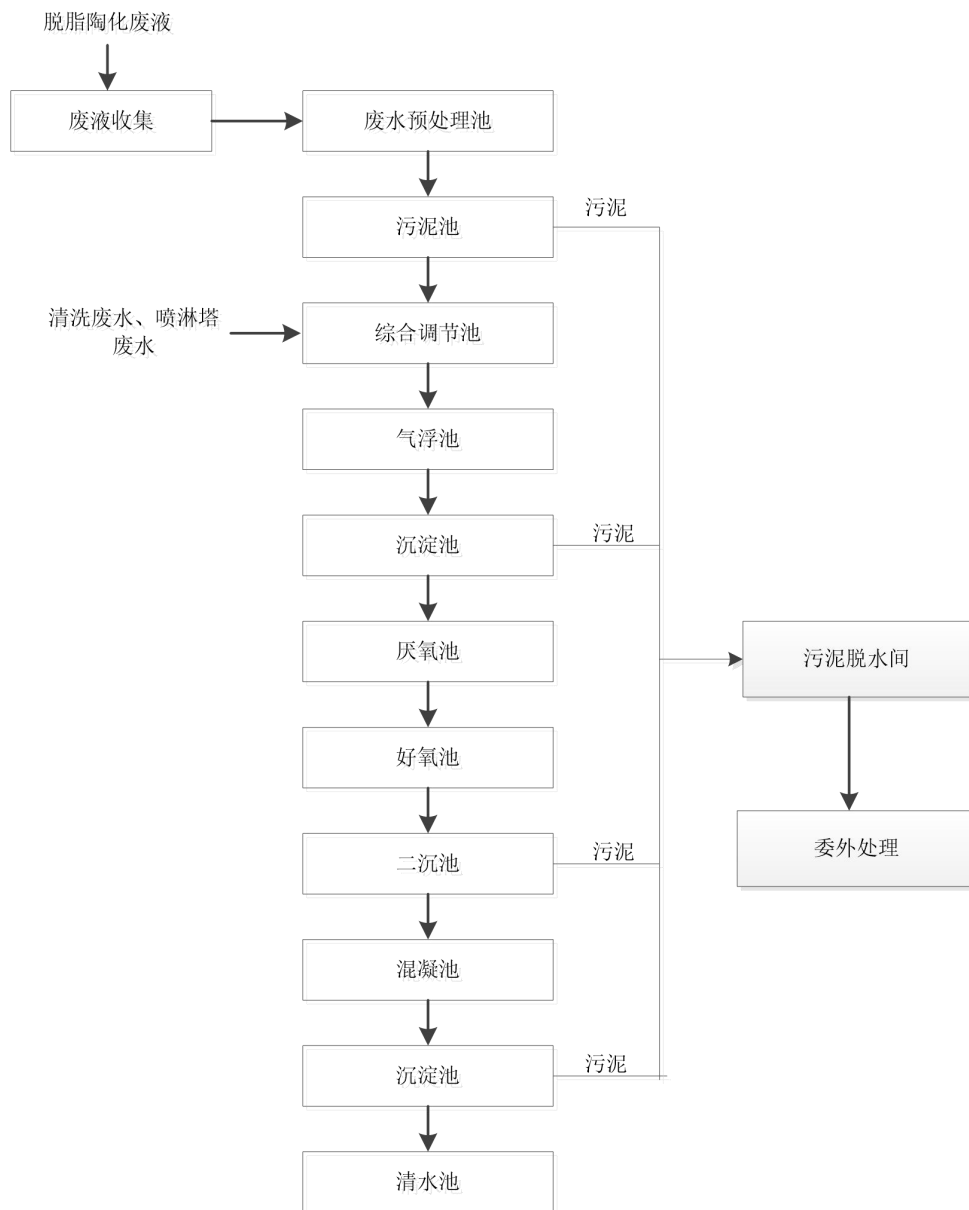 脱脂陶化废液
废液收集
废水预处理池
污泥池
污泥
清洗废水、喷淋塔
废水
综合调节池
气浮池
沉淀池
污泥
厌氧池
污泥脱水间
好氧池
二沉池
污泥
委外处理
混凝池
沉淀池
污泥
清水池